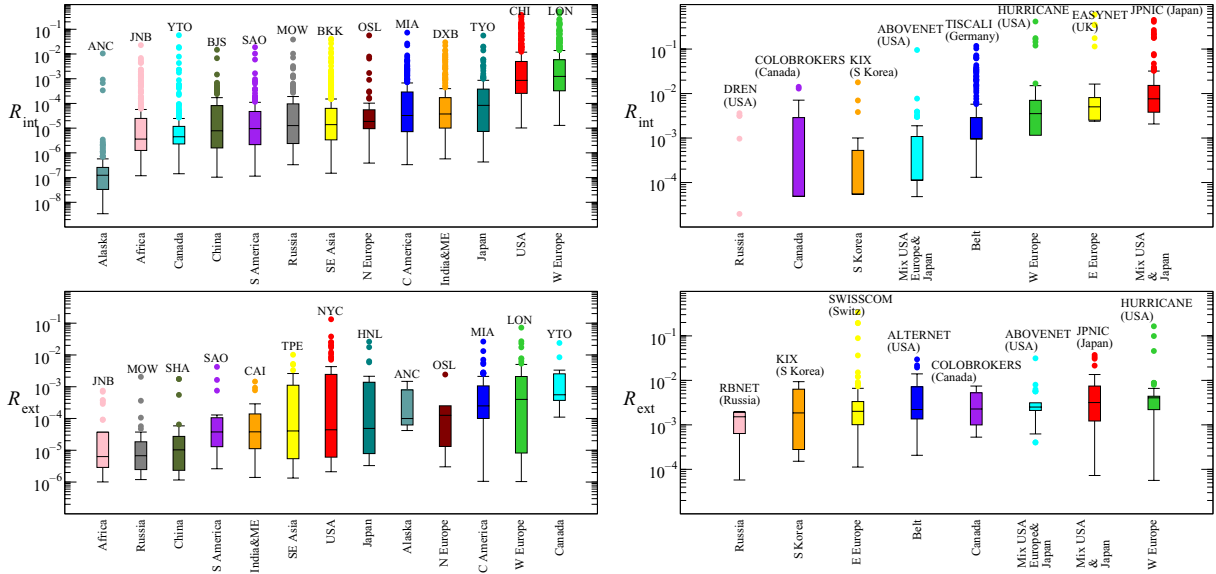 R_int
10^-1
10^-2
10^-3
10^-4
10^-5
10^-6
10^-7
10^-8
ANC
JNB
YTO
BJS
SAO
MOW
BKK
OSL
MIA
DXB
TYO
CHI
LON
Alaska
Africa
Canada
China
S America
Russia
SE Asia
N Europe
C America
India&ME
Japan
USA
W Europe
R_int
10^-1
10^-2
10^-3
10^-4
DREN
(USA)
COLOBROKERS
(Canada)
KIX
(S Korea)
ABOVENET
(USA)
TISCALI
(Germany)
HURRICANE
(USA)
EASYNET
(UK)
JPNIC (Japan)
Russia
Canada
S Korea
Mix USA
Europe&
Japan
Belt
W Europe
E Europe
Mix USA
&
Japan
R_ext
10^-1
10^-2
10^-3
10^-4
10^-5
10^-6
JNB
MOW
SHA
SAO
CAI
TPE
NYC
HNL
ANC
OSL
MIA
LON
YTO
Africa
Russia
China
S America
India&ME
SE Asia
USA
Japan
Alaska
N Europe
C America
W Europe
Canada
R_ext
10^-1
10^-2
10^-3
10^-4
RBNET
(Russia)
KIX
(S Korea)
SWISSCOM
(Switz)
ALTERNET
(USA)
COLOBROKERS
(Canada)
ABOVENET
(USA)
JPNIC
(Japan)
HURRICANE
(USA)
Russia
S Korea
E Europe
Belt
Canada
Mix USA
Europe&
Japan
Mix USA
&
Japan
W Europe